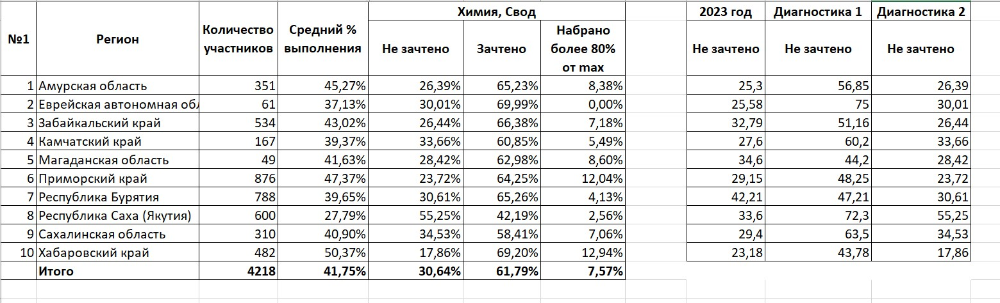 Химия, Свод 2023 год Диагностика 1 Диагностика 2
№1 Регион Количество участников Средний % выполнения Не зачтено Зачтено Набрано более 80% от max Не зачтено Не зачтено Не зачтено
1 Амурская область 351 45,27% 26,39% 65,23% 8,38% 25,3 56,85 26,39
2 Еврейская автономная обл 61 37,13% 30,01% 69,99% 0,00% 25,58 75 30,01
3 Забайкальский край 534 43,02% 26,44% 66,38% 7,18% 32,79 51,16 26,44
4 Камчатский край 167 39,37% 33,66% 60,85% 5,49% 27,6 60,2 33,66
5 Магаданская область 49 41,63% 28,42% 62,98% 8,60% 34,6 44,2 28,42
6 Приморский край 876 47,37% 23,72% 64,25% 12,04% 29,15 48,25 23,72
7 Республика Бурятия 788 39,65% 30,61% 65,26% 4,13% 42,21 47,21 30,61
8 Республика Саха (Якутия) 600 27,79% 55,25% 42,19% 2,56% 33,6 72,3 55,25
9 Сахалинская область 310 40,90% 34,53% 58,41% 7,06% 29,4 63,5 34,53
10 Хабаровский край 482 50,37% 17,86% 69,20% 12,94% 23,18 43,78 17,86
Итого 4218 41,75% 30,64% 61,79% 7,57%